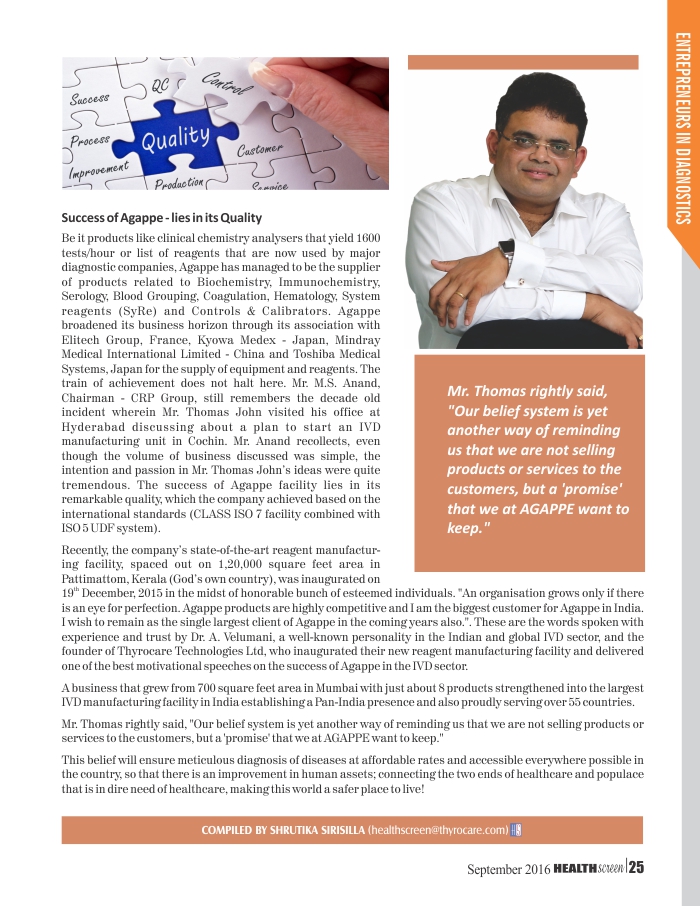 ENTREPRENEURS IN DIAGNOSTICS
Success
QC
Control
Process
Quality
Improvement
Customer
Production
Service
Success of Agappe - lies in its Quality
Be it products like clinical chemistry analysers that yield 1600
tests/hour or list of reagents that are now used by major
diagnostic companies, Agappe has managed to be the supplier
of products related to Biochemistry, Immunochemistry,
Serology, Blood Grouping, Coagulation, Hematology, System
reagents (SyRe) and Controls & Calibrators. Agappe
broadened its business horizon through its association with
Elitech Group, France, Kyowa Medex - Japan, Mindray
Medical International Limited - China and Toshiba Medical
Systems, Japan for the supply of equipment and reagents. The
train of achievement does not halt here. Mr. M.S. Anand,
Chairman - CRP Group, still remembers the decade old
incident wherein Mr. Thomas John visited his office at
Hyderabad discussing about a plan to start an IVD
manufacturing unit in Cochin. Mr. Anand recollects, even
though the volume of business discussed was simple, the
intention and passion in Mr. Thomas John's ideas were quite
tremendous. The success of Agappe facility lies in its
remarkable quality, which the company achieved based on the
international standards (CLASS ISO 7 facility combined with
ISO 5 UDF system).
Mr. Thomas rightly said,
"Our belief system is yet
another way of reminding
us that we are not selling
products or services to the
customers, but a 'promise'
that we at AGAPPE want to
keep."
Recently, the company's state-of-the-art reagent manufactur-
ing facility, spaced out on 1,20,000 square feet area in
Pattimattom, Kerala (God's own country), was inaugurated on
19th December, 2015 in the midst of honorable bunch of esteemed individuals. "An organisation grows only if there
is an eye for perfection. Agappe products are highly competitive and I am the biggest customer for Agappe in India.
I wish to remain as the single largest client of Agappe in the coming years also.". These are the words spoken with
experience and trust by Dr. A. Velumani, a well-known personality in the Indian and global IVD sector, and the
founder of Thyrocare Technologies Ltd, who inaugurated their new reagent manufacturing facility and delivered
one of the best motivational speeches on the success of Agappe in the IVD sector.
A business that grew from 700 square feet area in Mumbai with just about 8 products strengthened into the largest
IVD manufacturing facility in India establishing a Pan-India presence and also proudly serving over 55 countries.
Mr. Thomas rightly said, "Our belief system is yet another way of reminding us that we are not selling products or
services to the customers, but a 'promise' that we at AGAPPE want to keep."
This belief will ensure meticulous diagnosis of diseases at affordable rates and accessible everywhere possible in
the country, so that there is an improvement in human assets; connecting the two ends of healthcare and populace
that is in dire need of healthcare, making this world a safer place to live!
COMPILED BY SHRUTIKA SIRISILLA (healthscreen@thyrocare.com)
September 2016 HEALTHscreen | 25